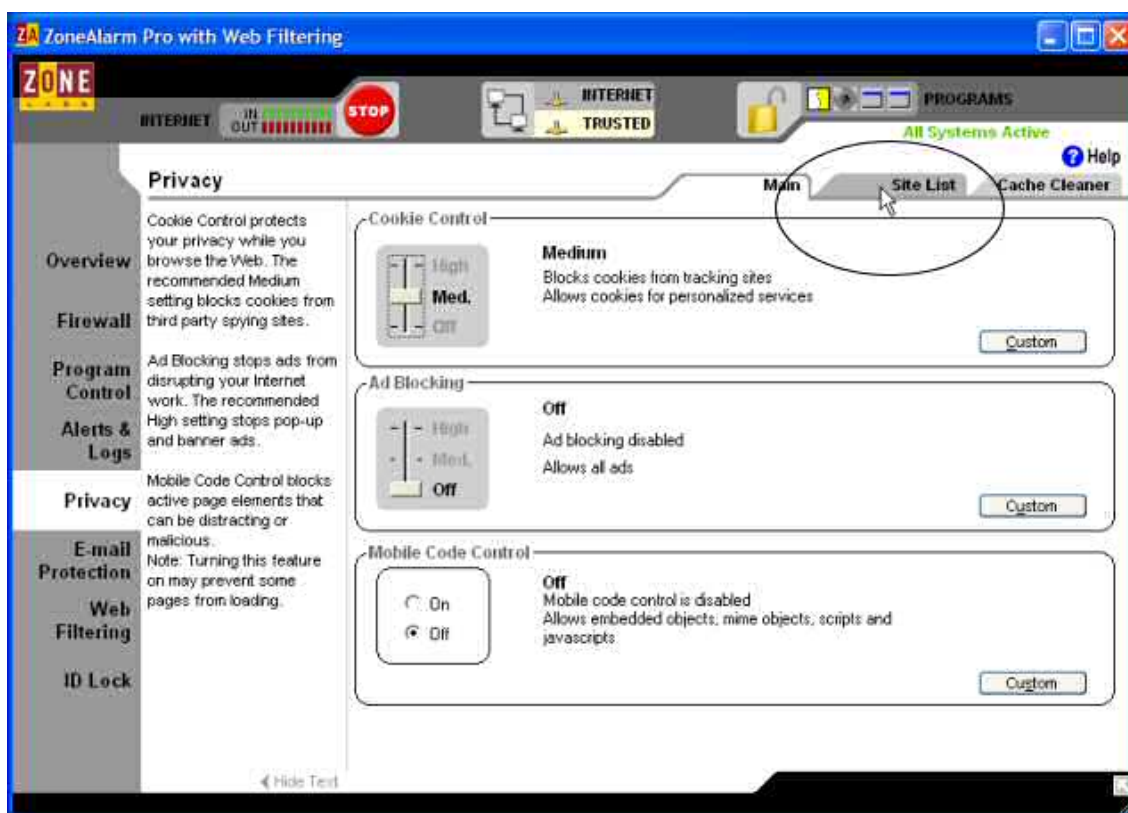 ZA ZoneAlarm Pro with Web Filtering
ZONE
LABS
INTERNET
IN
OUT
STOP
INTERNET
TRUSTED
PROGRAMS
All Systems Active
? Help
Privacy
Main
Site List
Cache Cleaner
Overview
Firewall
Program
Control
Alerts &
Logs
Privacy
E-mail
Protection
Web
Filtering
ID Lock
Cookie Control protects
your privacy while you
browse the Web. The
recommended Medium
setting blocks cookies from
third party spying sites.
Ad Blocking stops ads from
disrupting your Internet
work. The recommended
High setting stops pop-up
and banner ads.
Mobile Code Control blocks
active page elements that
can be distracting or
malicious.
Note: Turning this feature
on may prevent some
pages from loading.
Hide Text
Cookie Control
High
Med.
Off
Medium
Blocks cookies from tracking sites
Allows cookies for personalized services
Custom
Ad Blocking
High
Med.
Off
Off
Ad blocking disabled
Allows all ads
Custom
Mobile Code Control
On
Off
Off
Mobile code control is disabled
Allows embedded objects, mime objects, scripts and
javascripts
Custom